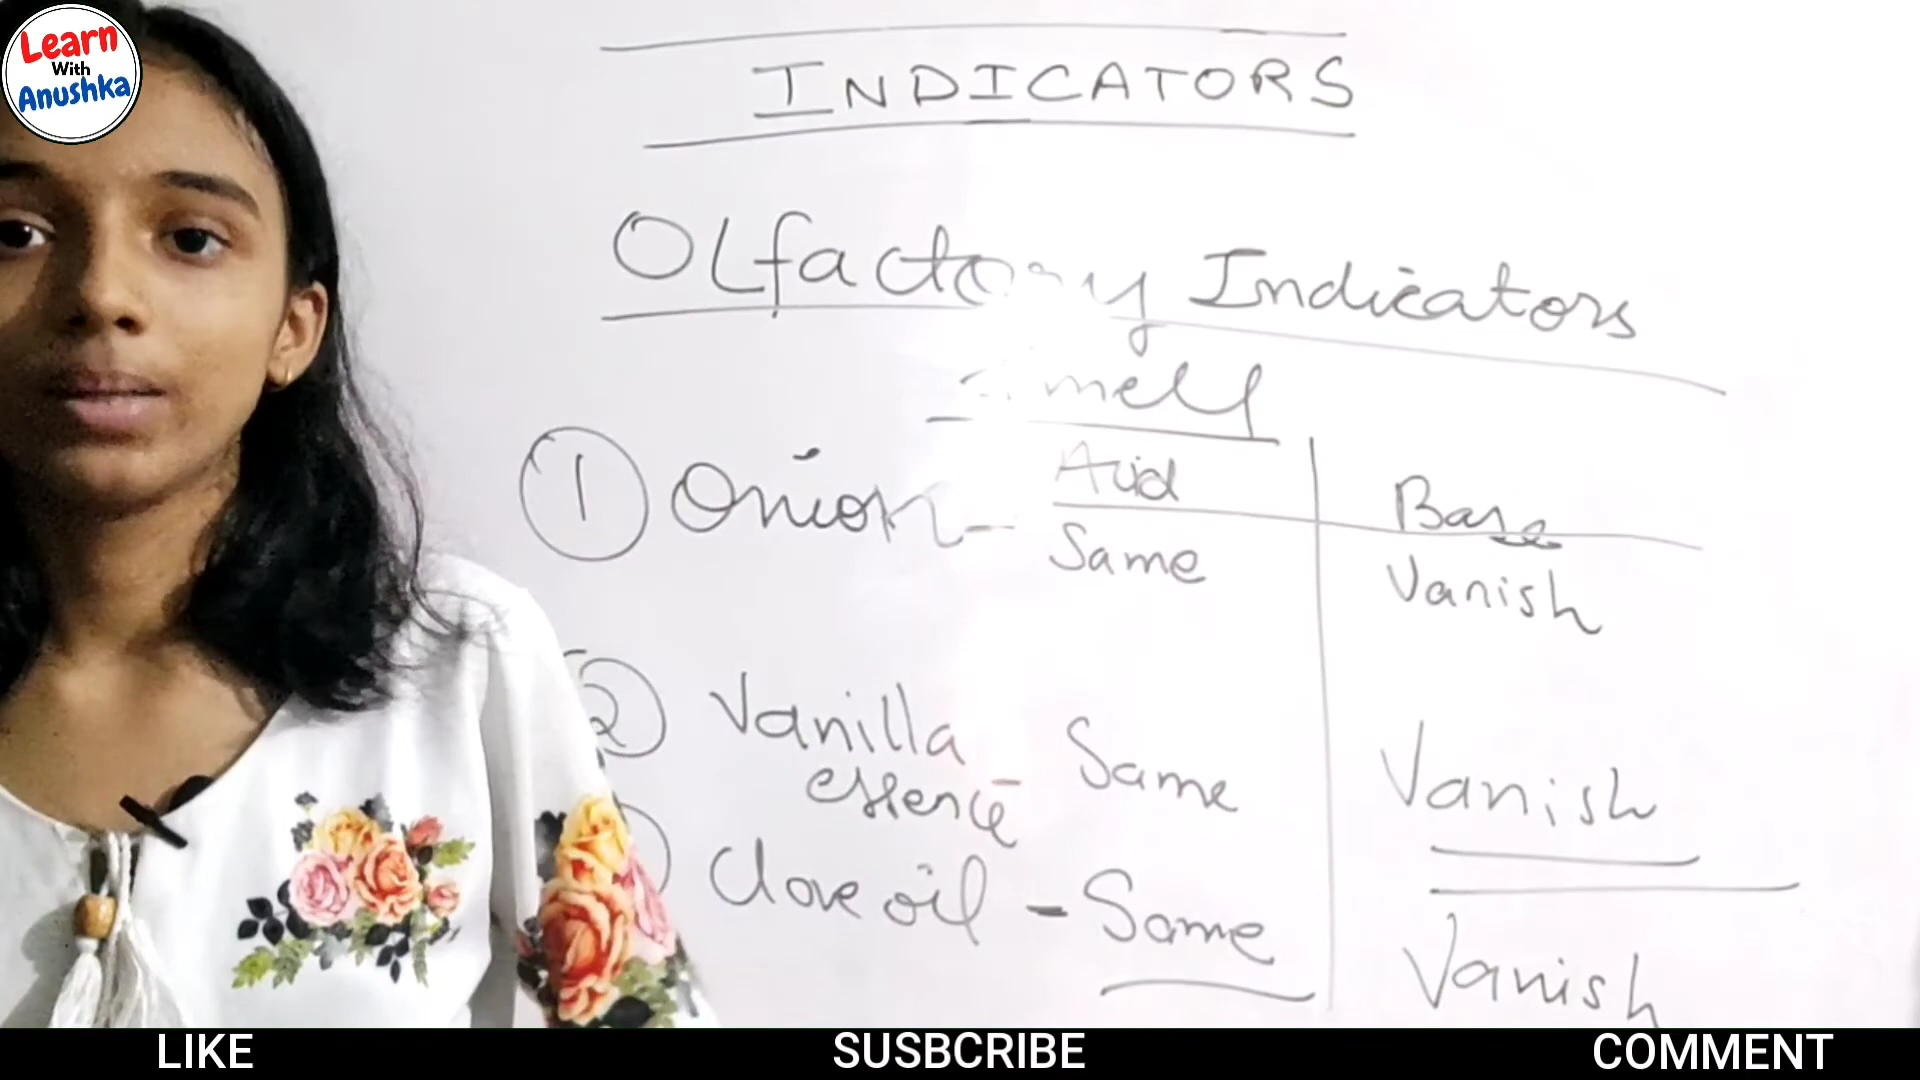 Learn
With
Anushka
INDICATORS
Olfactory Indicators
Smell
Acid Base
1 Onion - Same Vanish
2 Vanilla essence - Same Vanish
Clove oil - Same Vanish
LIKE SUSBCRIBE COMMENT